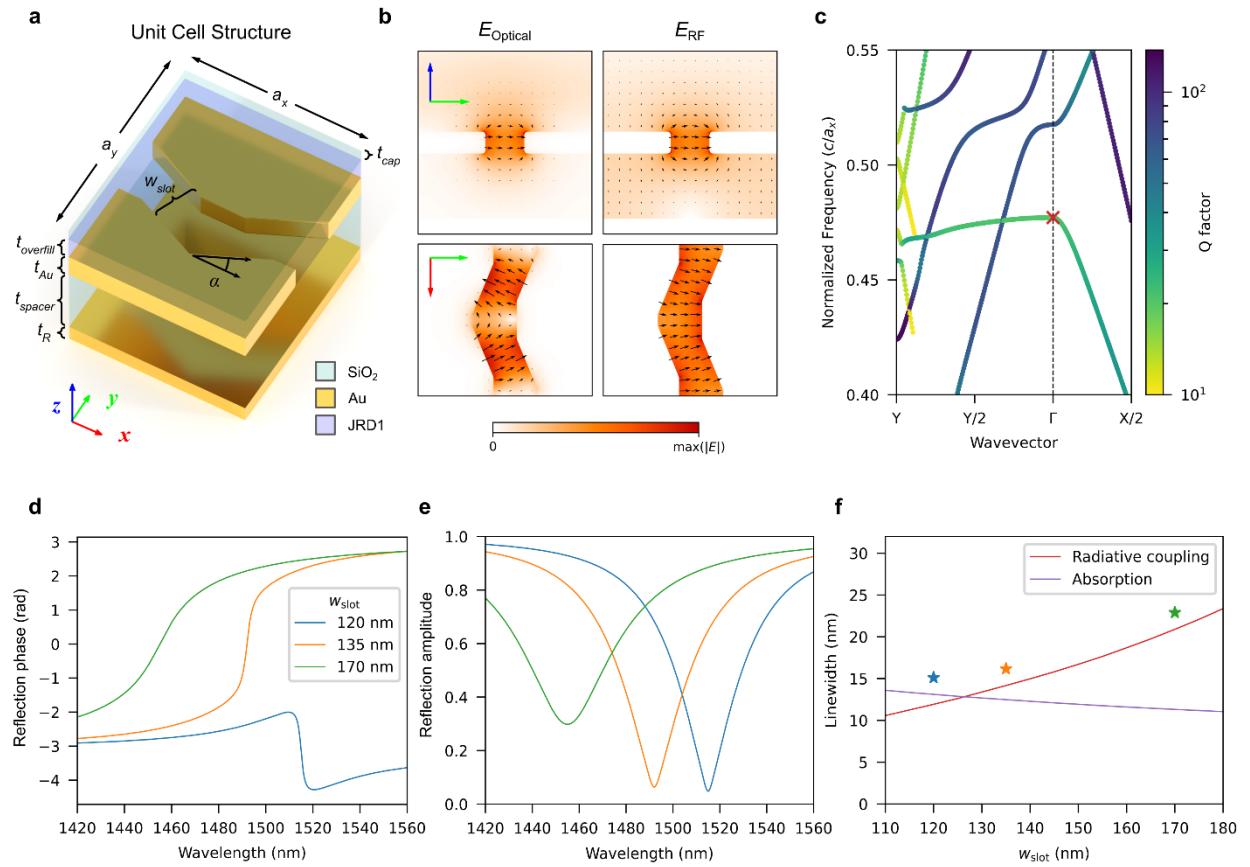 a
Unit Cell Structure
a_x
a_y
t_cap
w_slot
t_overfill
t_Au
t_spacer
t_R
α
z
y
x
SiO₂
Au
JRD1
b
E_Optical
E_RF
0
max(|E|)
c
Normalized Frequency (c/a_x)
0.55
0.50
0.45
0.40
Y
Y/2
Γ
X/2
Wavevector
10²
10¹
Q factor
d
Reflection phase (rad)
3
2
1
0
−1
−2
−3
−4
w_slot
120 nm
135 nm
170 nm
1420 1440 1460 1480 1500 1520 1540 1560
Wavelength (nm)
e
Reflection amplitude
1.0
0.8
0.6
0.4
0.2
0.0
1420 1440 1460 1480 1500 1520 1540 1560
Wavelength (nm)
f
Linewidth (nm)
30
25
20
15
10
5
0
Radiative coupling
Absorption
110 120 130 140 150 160 170 180
w_slot (nm)